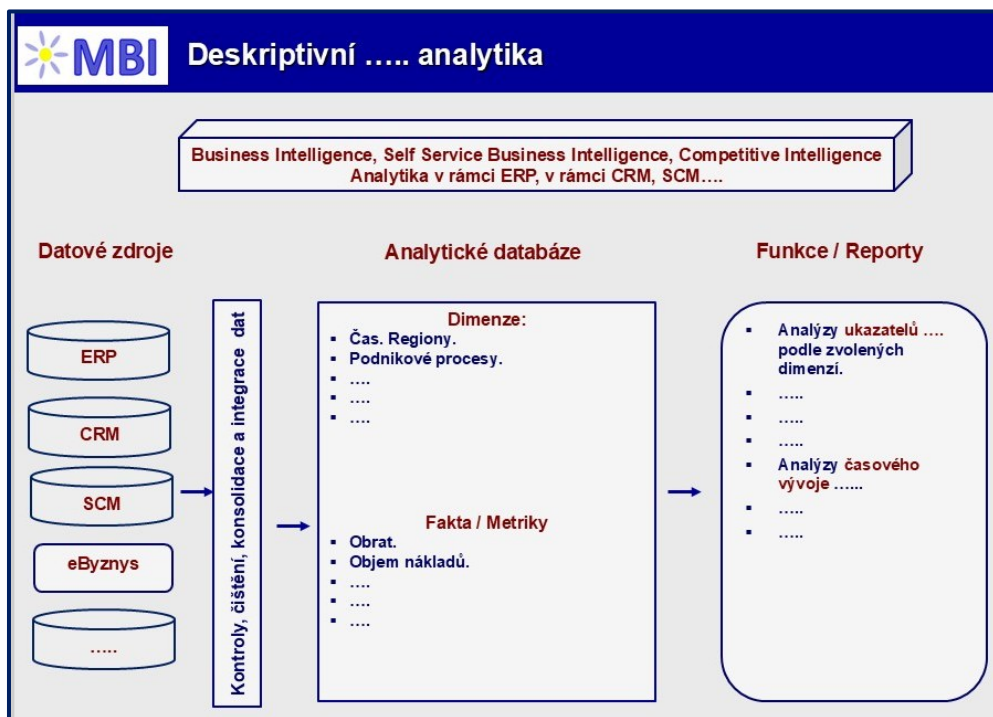 MBI
Deskriptivní ….. analytika
Business Intelligence, Self Service Business Intelligence, Competitive Intelligence
Analytika v rámci ERP, v rámci CRM, SCM….
Datové zdroje
Analytické databáze
Funkce / Reporty
ERP
CRM
SCM
eByznys
…..
Kontroly, čištění, konsolidace a integrace dat
Dimenze:
▪ Čas. Regiony.
▪ Podnikové procesy.
▪ ….
▪ ….
▪ ….
Fakta / Metriky
▪ Obrat.
▪ Objem nákladů.
▪ ….
▪ ….
▪ ….
▪ Analýzy ukazatelů ….
podle zvolených
dimenzí.
▪ …..
▪ …..
▪ …..
▪ Analýzy časového
vývoje …...
▪ …..
▪ …..